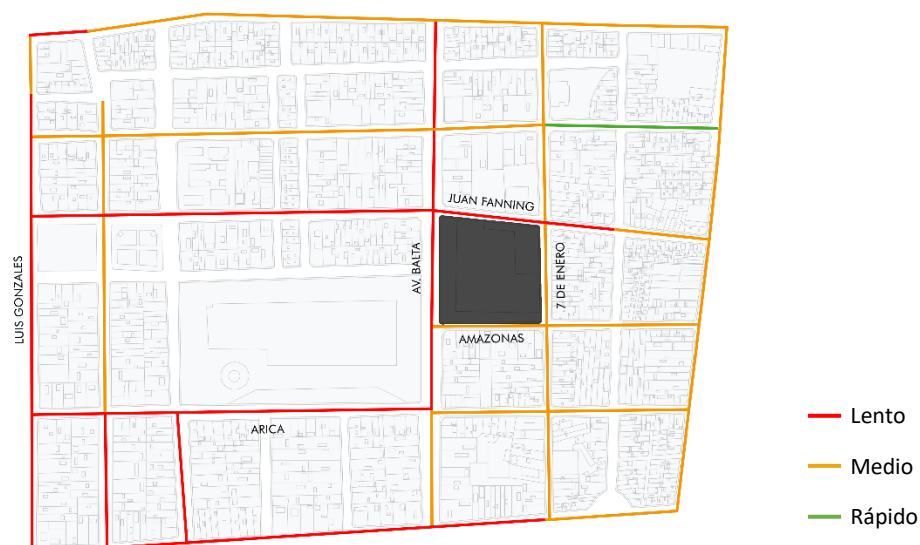 JUAN FANNING
LUIS GONZALES
AV. BALTA
7 DE ENERO
AMAZONAS
ARICA
Lento
Medio
Rápido